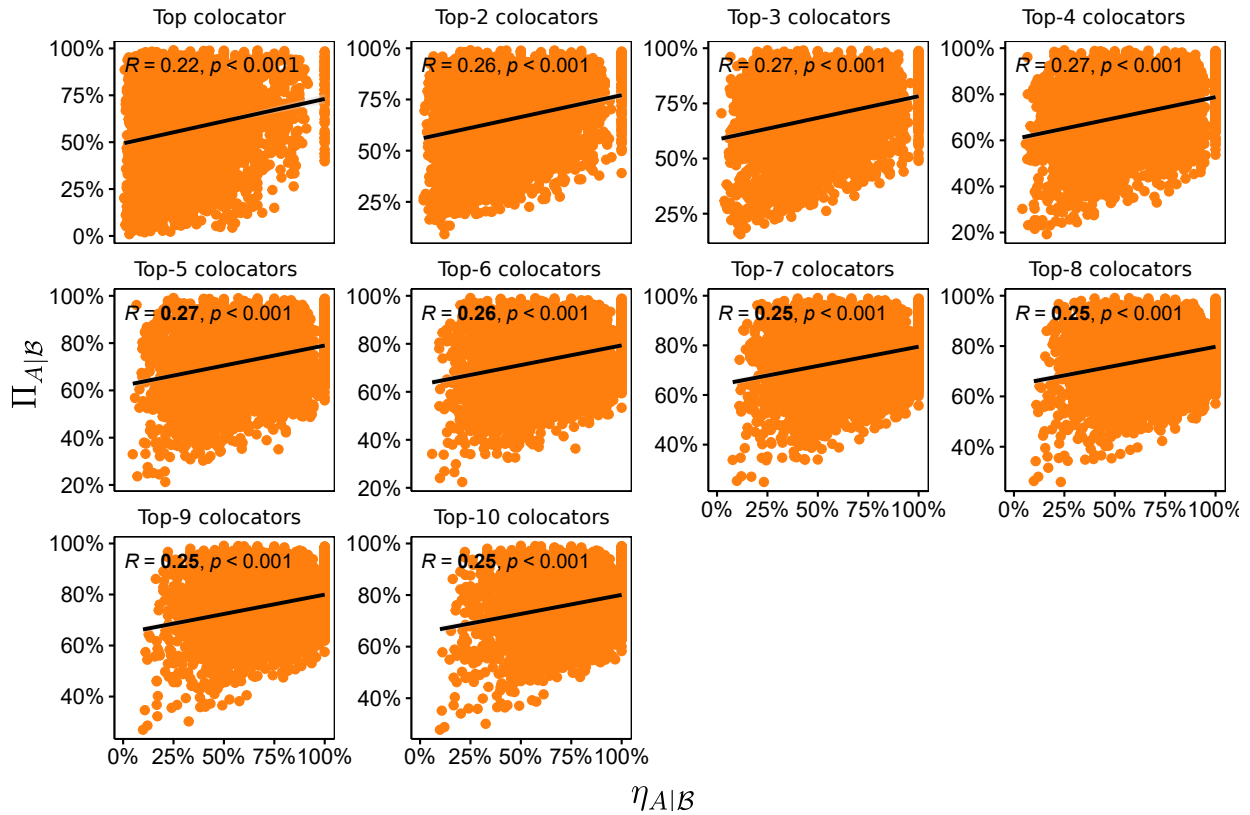 Top colocator Top-2 colocators Top-3 colocators Top-4 colocators
R = 0.22, p < 0.001 R = 0.26, p < 0.001 R = 0.27, p < 0.001 R = 0.27, p < 0.001
100% 75% 50% 25% 0%
100% 75% 50% 25%
100% 75% 50% 25%
100% 80% 60% 40% 20%
Top-5 colocators Top-6 colocators Top-7 colocators Top-8 colocators
R = 0.27, p < 0.001 R = 0.26, p < 0.001 R = 0.25, p < 0.001 R = 0.25, p < 0.001
100% 80% 60% 40% 20%
100% 80% 60% 40% 20%
100% 80% 60% 40%
100% 80% 60% 40%
0% 25% 50% 75% 100% 0% 25% 50% 75% 100%
Π_{A|ℬ}
Top-9 colocators Top-10 colocators
R = 0.25, p < 0.001 R = 0.25, p < 0.001
100% 80% 60% 40%
100% 80% 60% 40%
0% 25% 50% 75% 100% 0% 25% 50% 75% 100%
η_{A|ℬ}